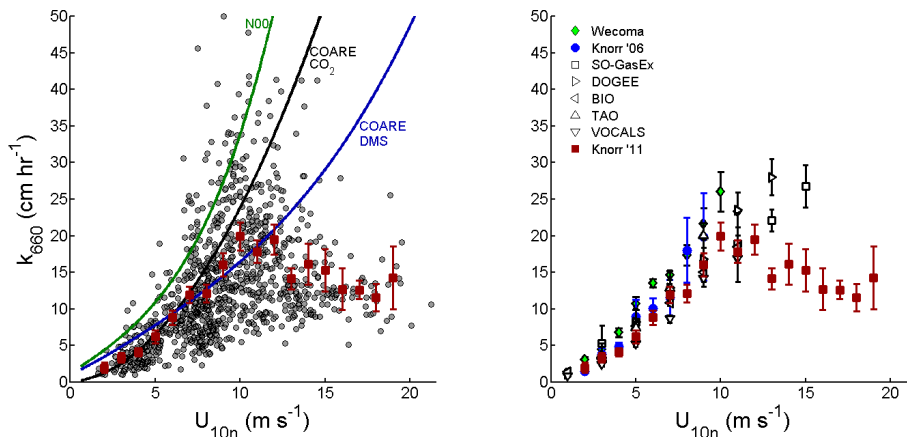 50
45
40
35
30
25
20
15
10
5
0
k660 (cm hr-1)
N00
COARE
CO2
COARE
DMS
0 5 10 15 20
U10n (m s-1)
50
45
40
35
30
25
20
15
10
5
0
Wecoma
Knorr '06
SO-GasEx
DOGEE
BIO
TAO
VOCALS
Knorr '11
0 5 10 15 20
U10n (m s-1)